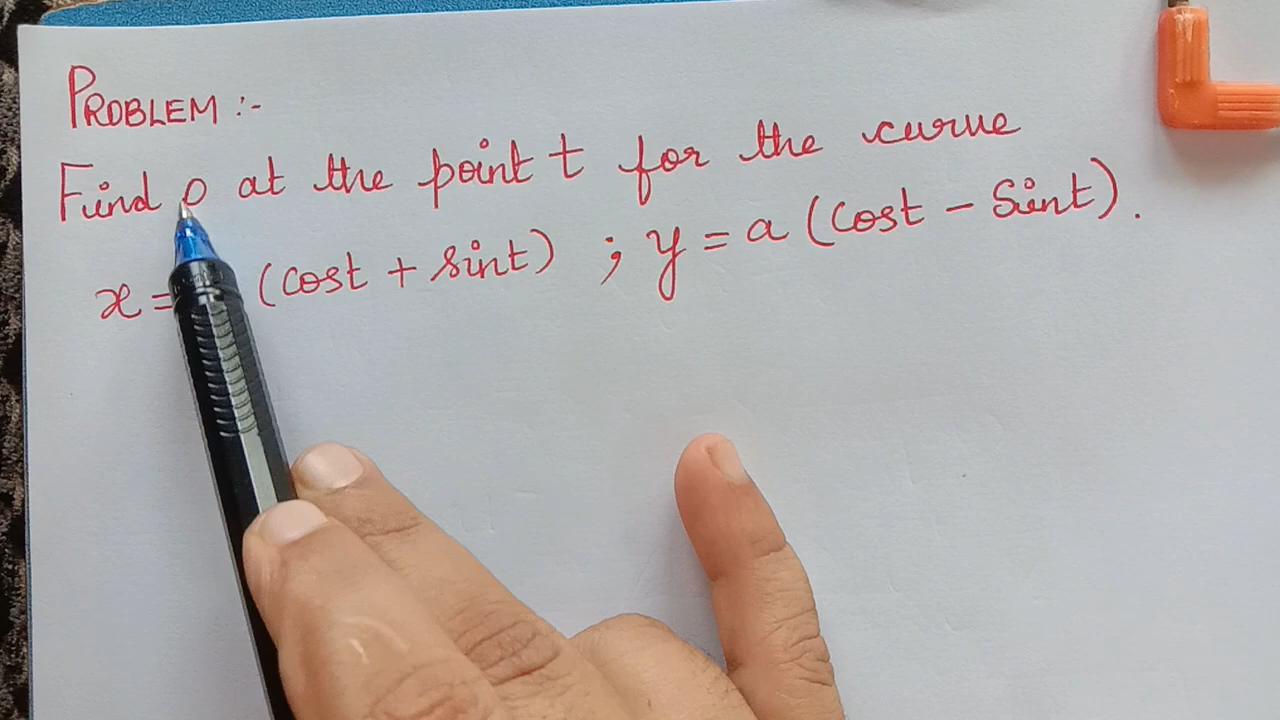 PROBLEM :-
Find ρ at the point t for the curve
x = (cost + sint) ; y = a (cost - Sint).